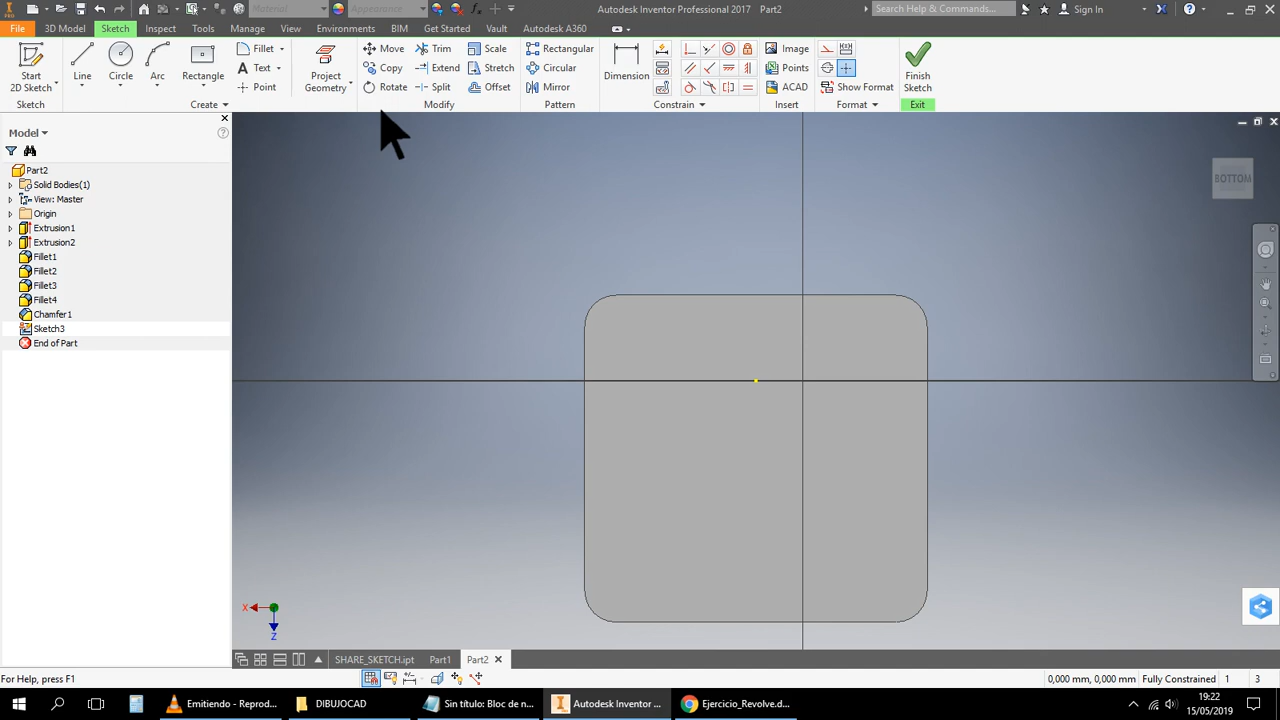 PRO
Material
Appearance
Autodesk Inventor Professional 2017 Part2
Search Help & Commands...
Sign In
File
3D Model
Sketch
Inspect
Tools
View
Manage
Environments
BIM
Get Started
Vault
Autodesk A360
Start
2D Sketch
Line
Circle
Arc
Rectangle
Fillet
Text
Point
Project
Geometry
Move
Copy
Rotate
Trim
Extend
Split
Scale
Stretch
Offset
Rectangular
Circular
Mirror
Dimension
Image
Points
ACAD
Show Format
Finish
Sketch
Sketch
Create
Modify
Pattern
Constrain
Insert
Format
Exit
Model
Part2
Solid Bodies(1)
View: Master
Origin
Extrusion1
Extrusion2
Fillet1
Fillet2
Fillet3
Fillet4
Chamfer1
Sketch3
End of Part
BOTTOM
X
Z
SHARE_SKETCH.ipt
Part1
Part2
For Help, press F1
0,000 mm, 0,000 mm
Fully Constrained
1
3
Emitiendo - Reprod...
DIBUJOCAD
Sin título: Bloc de n...
Autodesk Inventor ...
Ejercicio_Revolve.d...
19:22
15/05/2019